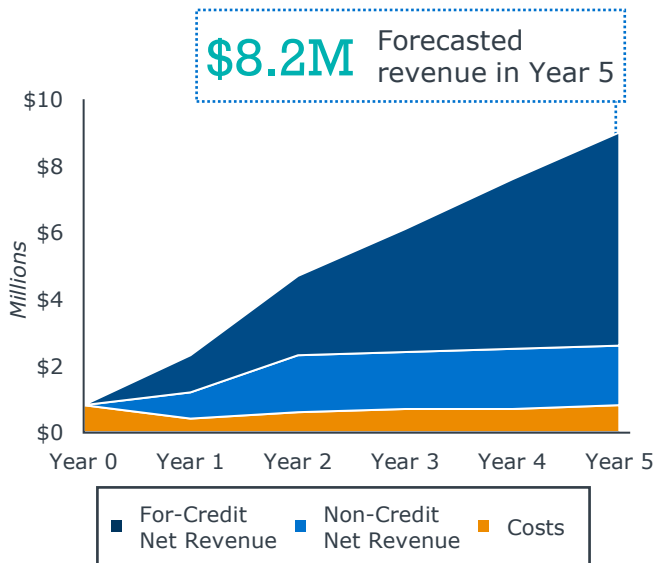 $8.2M
Forecasted
revenue in Year 5
$10
$8
$6
$4
$2
$0
Millions
Year 0 Year 1 Year 2 Year 3 Year 4 Year 5
For-Credit
Net Revenue
Non-Credit
Net Revenue
Costs